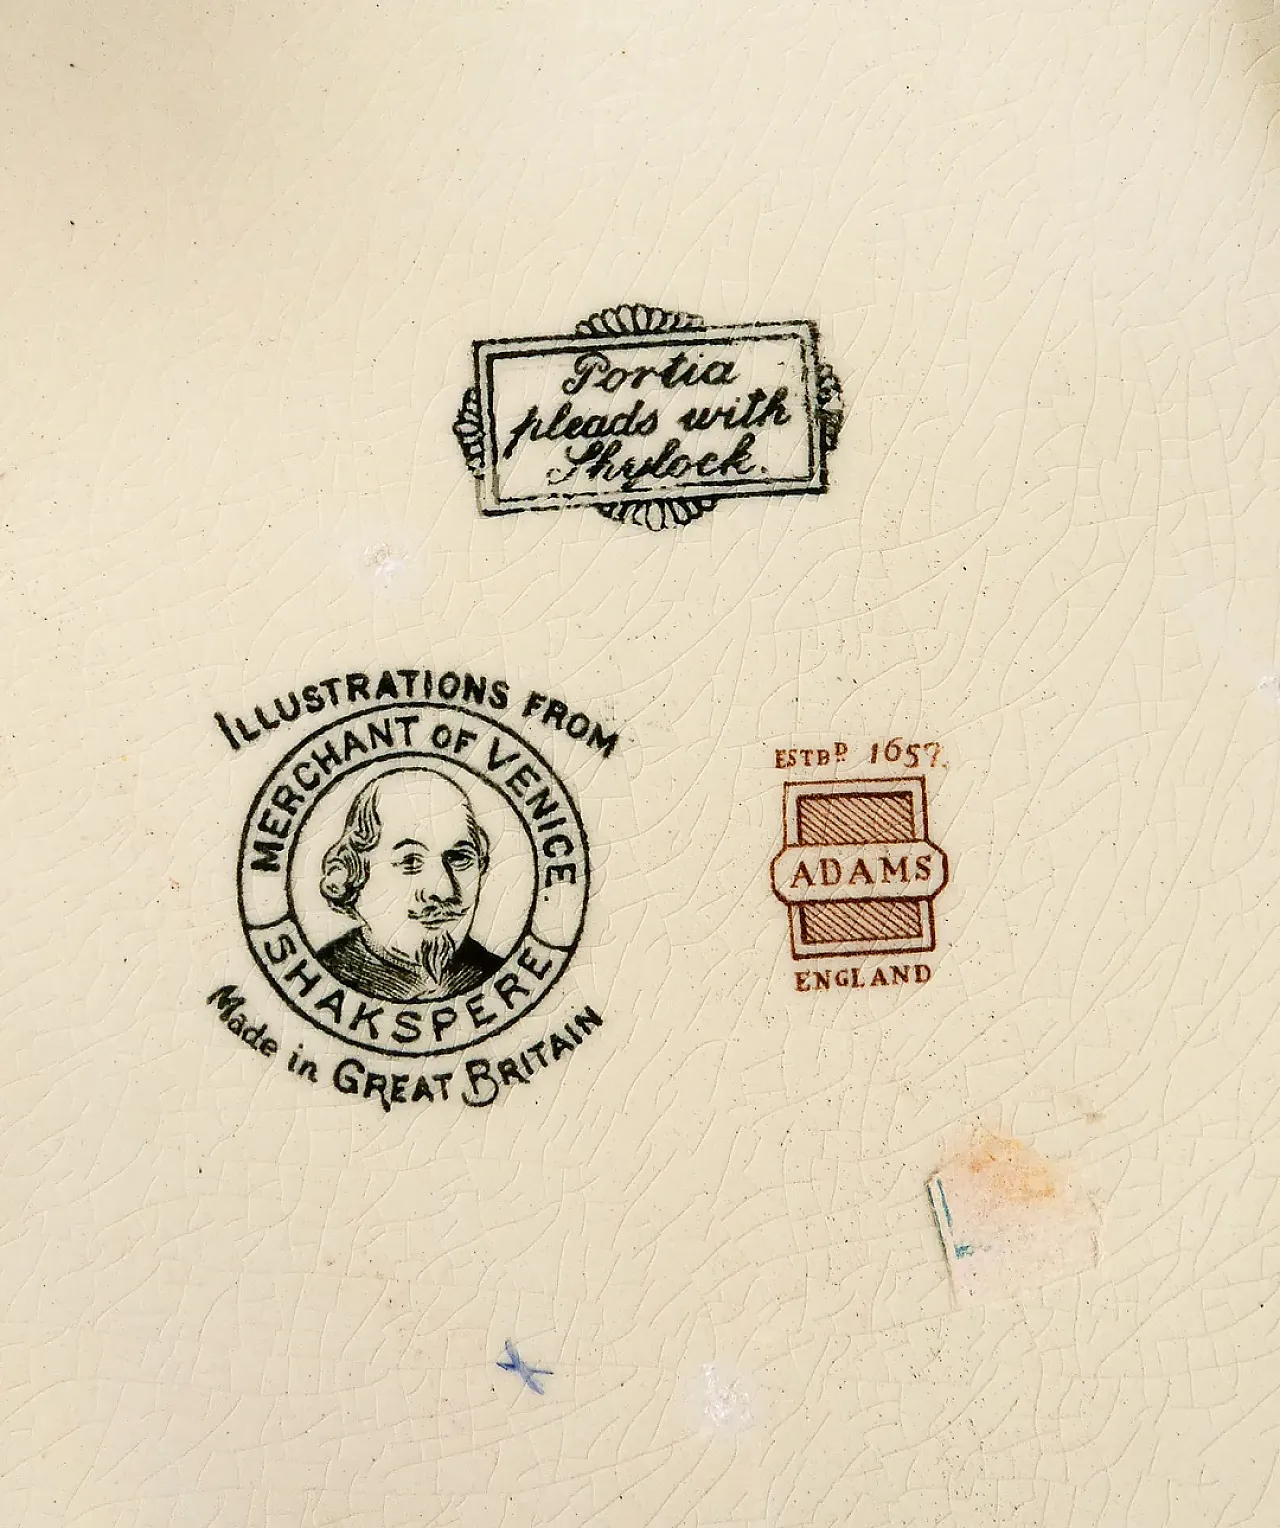 Portia
pleads with
Shylock.
ILLUSTRATIONS FROM
MERCHANT OF VENICE.
SHAKSPERE
Made in GREAT BRITAIN
ESTBD 1657.
ADAMS
ENGLAND